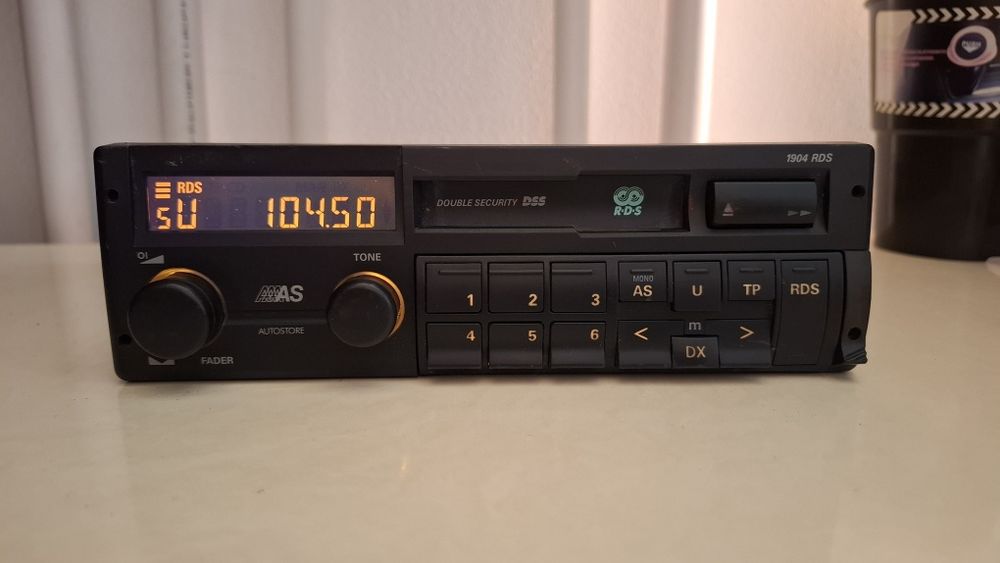 1904 RDS
RDS
5U 104.50
DOUBLE SECURITY DSS
R·D·S
TONE
AS
AUTOSTORE
FADER
1 2 3 MONO AS U TP RDS
4 5 6 < m >
DX